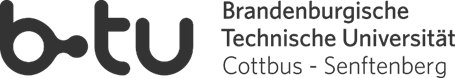 b-tu
Brandenburgische
Technische Universität
Cottbus - Senftenberg